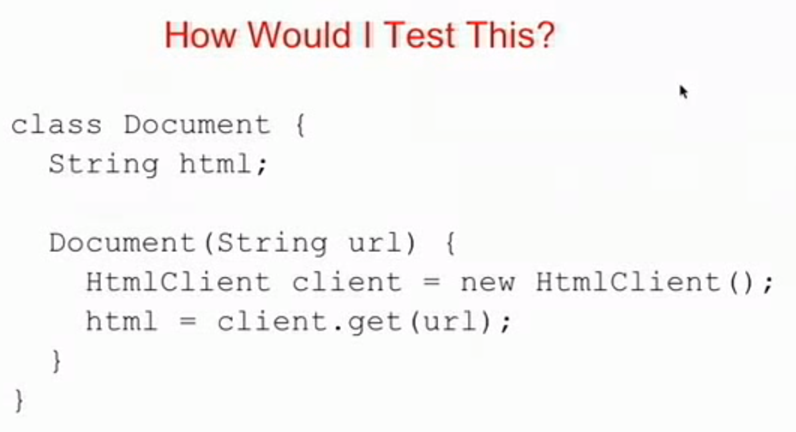 How Would I Test This?
class Document {
String html;
Document(String url) {
HtmlClient client = new HtmlClient();
html = client.get(url);
}
}